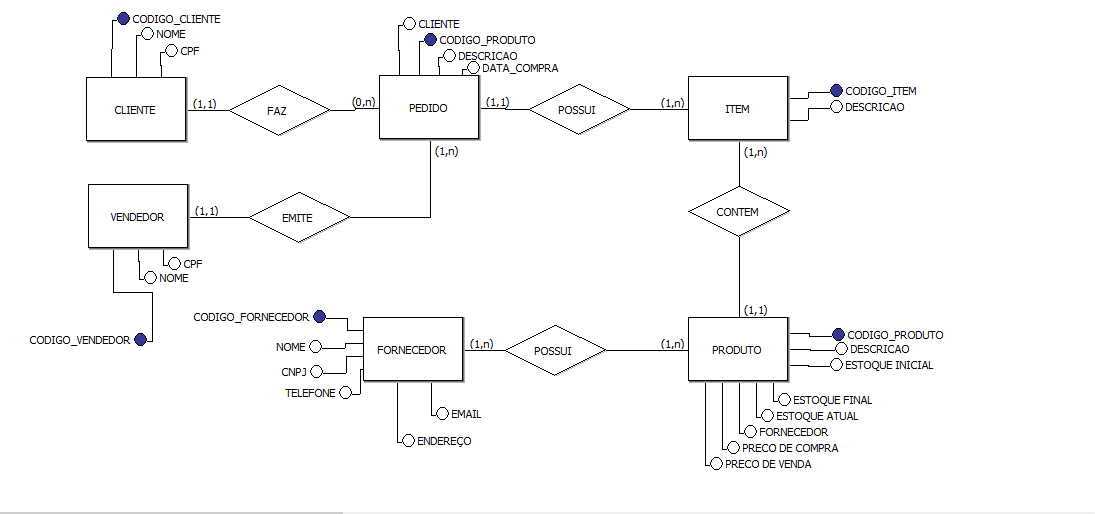 CODIGO_CLIENTE
NOME
CPF
CLIENTE
(1,1)
FAZ
(0,n)
CLIENTE
CODIGO_PRODUTO
DESCRICAO
DATA_COMPRA
PEDIDO
(1,1)
POSSUI
(1,n)
ITEM
CODIGO_ITEM
DESCRICAO
(1,n)
(1,n)
VENDEDOR
(1,1)
EMITE
CONTEM
CPF
NOME
CODIGO_VENDEDOR
CODIGO_FORNECEDOR
NOME
CNPJ
TELEFONE
FORNECEDOR
(1,n)
POSSUI
(1,n)
(1,1)
PRODUTO
CODIGO_PRODUTO
DESCRICAO
ESTOQUE INICIAL
EMAIL
ENDEREÇO
ESTOQUE FINAL
ESTOQUE ATUAL
FORNECEDOR
PRECO DE COMPRA
PRECO DE VENDA